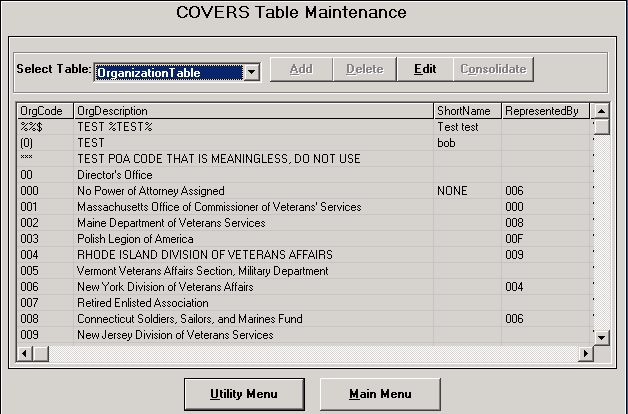 COVERS Table Maintenance
Select Table: OrganizationTable Add Delete Edit Consolidate
OrgCode OrgDescription ShortName RepresentedBy
%%$ TEST %TEST% Test test
(0) TEST bob
*** TEST POA CODE THAT IS MEANINGLESS, DO NOT USE
00 Director's Office
000 No Power of Attorney Assigned NONE 006
001 Massachusetts Office of Commissioner of Veterans' Services 000
002 Maine Department of Veterans Services 008
003 Polish Legion of America 00F
004 RHODE ISLAND DIVISION OF VETERANS AFFAIRS 009
005 Vermont Veterans Affairs Section, Military Department
006 New York Division of Veterans Affairs 004
007 Retired Enlisted Association
008 Connecticut Soldiers, Sailors, and Marines Fund 006
009 New Jersey Division of Veterans Services
Utility Menu Main Menu